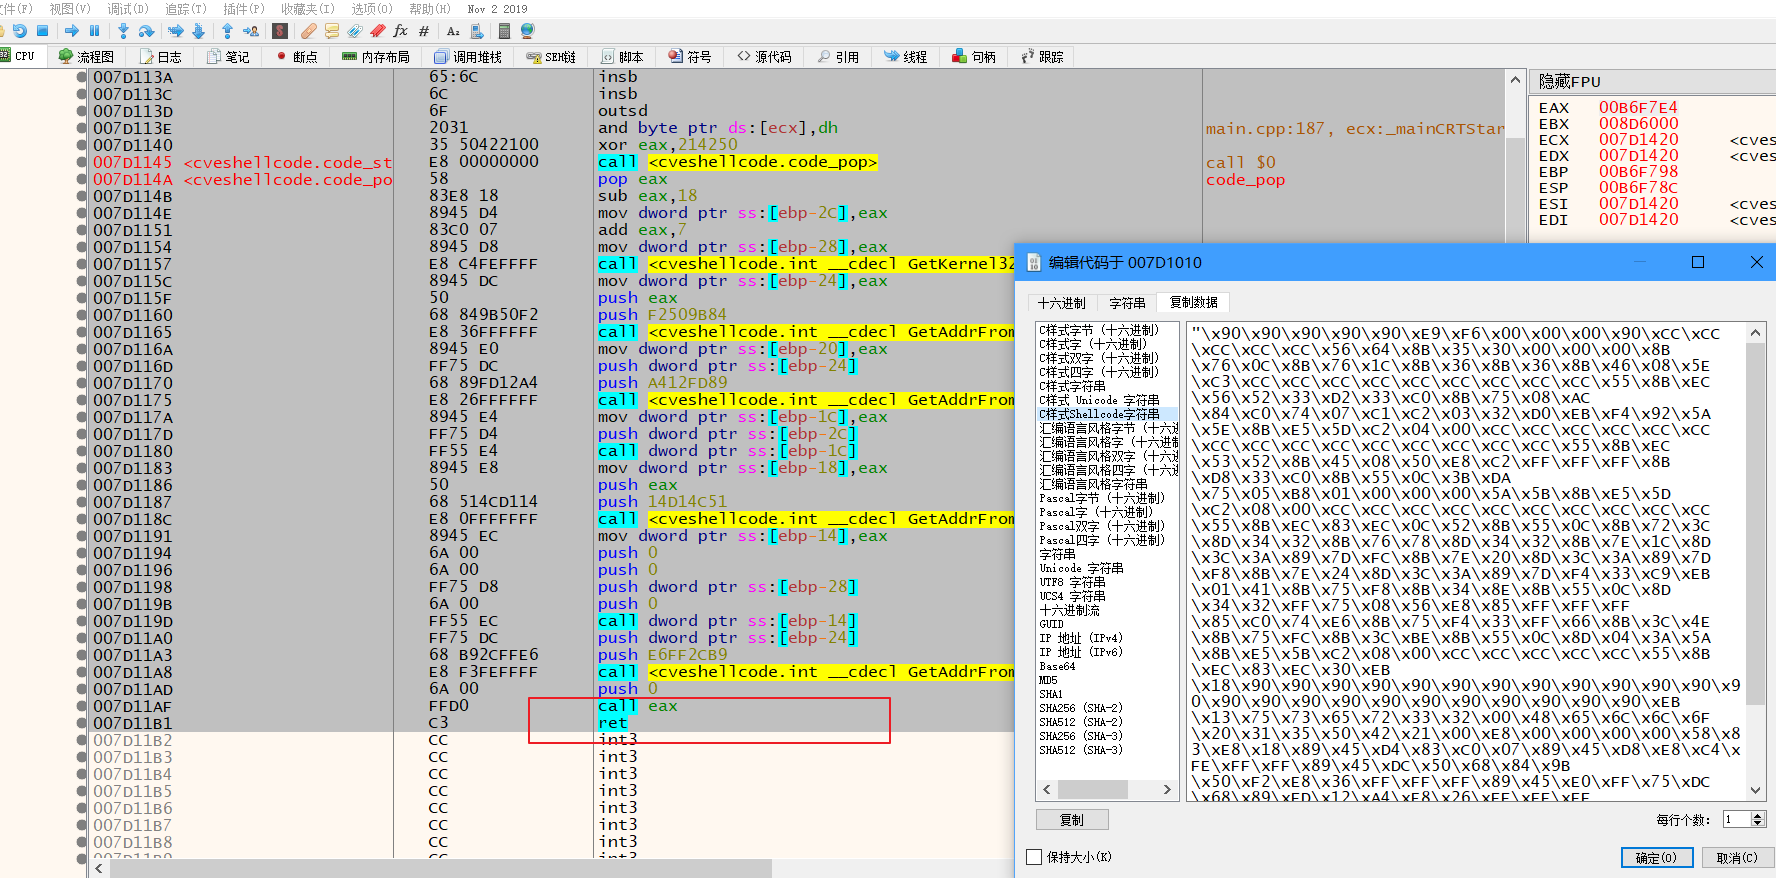 文件(F) 视图(V) 调试(D) 追踪(T) 插件(P) 收藏夹(I) 选项(O) 帮助(H) Nov 2 2019
CPU 流程图 日志 笔记 断点 内存布局 调用堆栈 SEH链 脚本 符号 源代码 引用 线程 句柄 跟踪
007D113A 65:6C insb
007D113C 6C insb
007D113D 6F outsd
007D113E 2031 and byte ptr ds:[ecx],dh main.cpp:187, ecx:_mainCRTStar
007D1140 35 50422100 xor eax,214250
007D1145 <cveshellcode.code_st E8 00000000 call <cveshellcode.code_pop> call $0
007D114A <cveshellcode.code_po 58 pop eax code_pop
007D114B 83E8 18 sub eax,18
007D114E 8945 D4 mov dword ptr ss:[ebp-2C],eax
007D1151 83C0 07 add eax,7
007D1154 8945 D8 mov dword ptr ss:[ebp-28],eax
007D1157 E8 C4FEFFFF call <cveshellcode.int __cdecl GetKernel32
007D115C 8945 DC mov dword ptr ss:[ebp-24],eax
007D115F 50 push eax
007D1160 68 849B50F2 push F2509B84
007D1165 E8 36FFFFFF call <cveshellcode.int __cdecl GetAddrFrom
007D116A 8945 E0 mov dword ptr ss:[ebp-20],eax
007D116D FF75 DC push dword ptr ss:[ebp-24]
007D1170 68 89FD12A4 push A412FD89
007D1175 E8 26FFFFFF call <cveshellcode.int __cdecl GetAddrFrom
007D117A 8945 E4 mov dword ptr ss:[ebp-1C],eax
007D117D FF75 D4 push dword ptr ss:[ebp-2C]
007D1180 FF55 E4 call dword ptr ss:[ebp-1C]
007D1183 8945 E8 mov dword ptr ss:[ebp-18],eax
007D1186 50 push eax
007D1187 68 514CD114 push 14D14C51
007D118C E8 0FFFFFFF call <cveshellcode.int __cdecl GetAddrFrom
007D1191 8945 EC mov dword ptr ss:[ebp-14],eax
007D1194 6A 00 push 0
007D1196 6A 00 push 0
007D1198 FF75 D8 push dword ptr ss:[ebp-28]
007D119B 6A 00 push 0
007D119D FF55 EC call dword ptr ss:[ebp-14]
007D11A0 FF75 DC push dword ptr ss:[ebp-24]
007D11A3 68 B92CFFE6 push E6FF2CB9
007D11A8 E8 F3FEFFFF call <cveshellcode.int __cdecl GetAddrFrom
007D11AD 6A 00 push 0
007D11AF FFD0 call eax
007D11B1 C3 ret
007D11B2 CC int3
007D11B3 CC int3
007D11B4 CC int3
007D11B5 CC int3
007D11B6 CC int3
007D11B7 CC int3
007D11B8 CC int3
007D11B9 CC int3
隐藏FPU
EAX 00B6F7E4
EBX 008D6000
ECX 007D1420 <cves
EDX 007D1420 <cves
EBP 00B6F798
ESP 00B6F78C
ESI 007D1420 <cves
EDI 007D1420 <cves
编辑代码于 007D1010
十六进制 字符串 复制数据
C样式字节 (十六进制)
C样式字 (十六进制)
C样式双字 (十六进制)
C样式四字 (十六进制)
C样式字符串
C样式 Unicode 字符串
C样式Shellcode字符串
汇编语言风格字节 (十六进
汇编语言风格字 (十六进制
汇编语言风格双字 (十六进
汇编语言风格四字 (十六进
汇编语言风格字符串
Pascal字节 (十六进制)
Pascal字 (十六进制)
Pascal双字 (十六进制)
Pascal四字 (十六进制)
字符串
Unicode 字符串
UTF8 字符串
UCS4 字符串
十六进制流
GUID
IP 地址 (IPv4)
IP 地址 (IPv6)
Base64
MD5
SHA1
SHA256 (SHA-2)
SHA512 (SHA-2)
SHA256 (SHA-3)
SHA512 (SHA-3)
"\x90\x90\x90\x90\x90\xE9\xF6\x00\x00\x00\x90\xCC\xCC
\xCC\xCC\xCC\x56\x64\x8B\x35\x30\x00\x00\x00\x8B
\x76\x0C\x8B\x76\x1C\x8B\x36\x8B\x36\x8B\x46\x08\x5E
\xC3\xCC\xCC\xCC\xCC\xCC\xCC\xCC\xCC\xCC\x55\x8B\xEC
\x56\x52\x33\xD2\x33\xC0\x8B\x75\x08\xAC
\x84\xC0\x74\x07\xC1\xC2\x03\x32\xD0\xEB\xF4\x92\x5A
\x5E\x8B\xE5\x5D\xC2\x04\x00\xCC\xCC\xCC\xCC\xCC\xCC
\xCC\xCC\xCC\xCC\xCC\xCC\xCC\xCC\xCC\x55\x8B\xEC
\x53\x52\x8B\x45\x08\x50\xE8\xC2\xFF\xFF\xFF\x8B
\xD8\x33\xC0\x8B\x55\x0C\x3B\xDA
\x75\x05\xB8\x01\x00\x00\x00\x5A\x5B\x8B\xE5\x5D
\xC2\x08\x00\xCC\xCC\xCC\xCC\xCC\xCC\xCC\xCC\xCC\xCC
\x55\x8B\xEC\x83\xEC\x0C\x52\x8B\x55\x0C\x8B\x72\x3C
\x8D\x34\x32\x8B\x76\x78\x8D\x34\x32\x8B\x7E\x1C\x8D
\x3C\x3A\x89\x7D\xFC\x8B\x7E\x20\x8D\x3C\x3A\x89\x7D
\xF8\x8B\x7E\x24\x8D\x3C\x3A\x89\x7D\xF4\x33\xC9\xEB
\x01\x41\x8B\x75\xF8\x8B\x34\x8E\x8B\x55\x0C\x8D
\x34\x32\xFF\x75\x08\x56\xE8\x85\xFF\xFF\xFF
\x85\xC0\x74\xE6\x8B\x75\xF4\x33\xFF\x66\x8B\x3C\x4E
\x8B\x75\xFC\x8B\x3C\xBE\x8B\x55\x0C\x8D\x04\x3A\x5A
\x8B\xE5\x5B\xC2\x08\x00\xCC\xCC\xCC\xCC\xCC\x55\x8B
\xEC\x83\xEC\x30\xEB
\x18\x90\x90\x90\x90\x90\x90\x90\x90\x90\x90\x90\x9
0\x90\x90\x90\x90\x90\x90\x90\x90\x90\x90\xEB
\x13\x75\x73\x65\x72\x33\x32\x00\x48\x65\x6C\x6C\x6F
\x20\x31\x35\x50\x42\x21\x00\xE8\x00\x00\x00\x00\x58\x8
3\xE8\x18\x89\x45\xD4\x83\xC0\x07\x89\x45\xD8\xE8\xC4\x
FE\xFF\xFF\x89\x45\xDC\x50\x68\x84\x9B
\x50\xF2\xE8\x36\xFF\xFF\xFF\x89\x45\xE0\xFF\x75\xDC
\x68\x89\xFD\x12\xA4\xE8\x26\xFF\xFF\xFF
复制
每行个数: 1
保持大小(K)
确定(O) 取消(C)